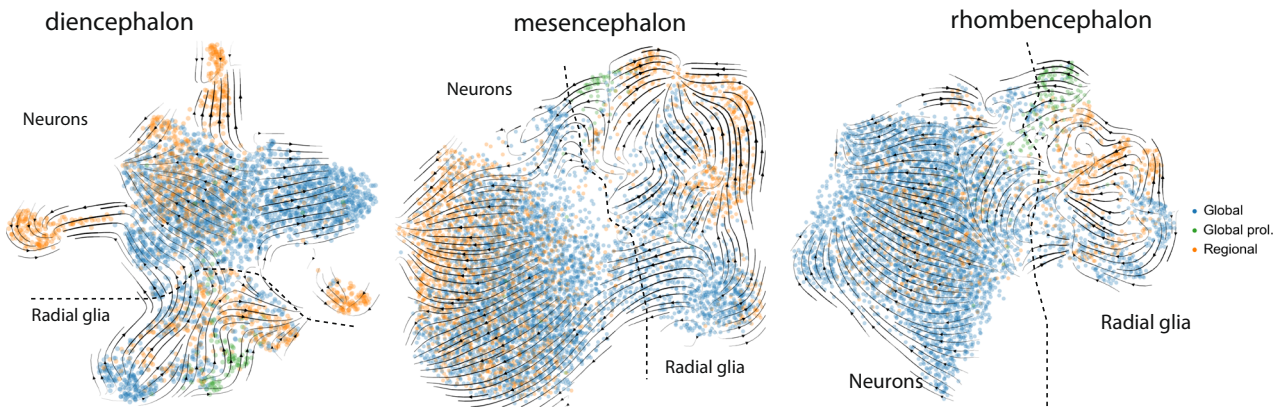 diencephalon
mesencephalon
rhombencephalon
Neurons
Neurons
Radial glia
Radial glia
Neurons
Radial glia
Global
Global prol.
Regional